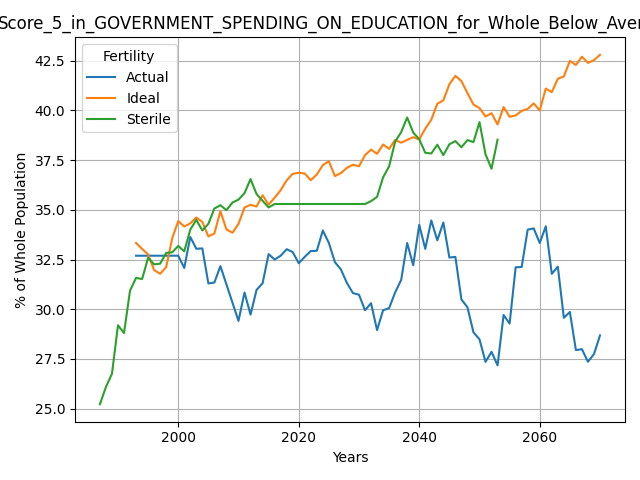 Score_5_in_GOVERNMENT_SPENDING_ON_EDUCATION_for_Whole_Below_Aver
Fertility
Actual
Ideal
Sterile
42.5
40.0
37.5
35.0
32.5
30.0
27.5
25.0
% of Whole Population
2000
2020
2040
2060
Years